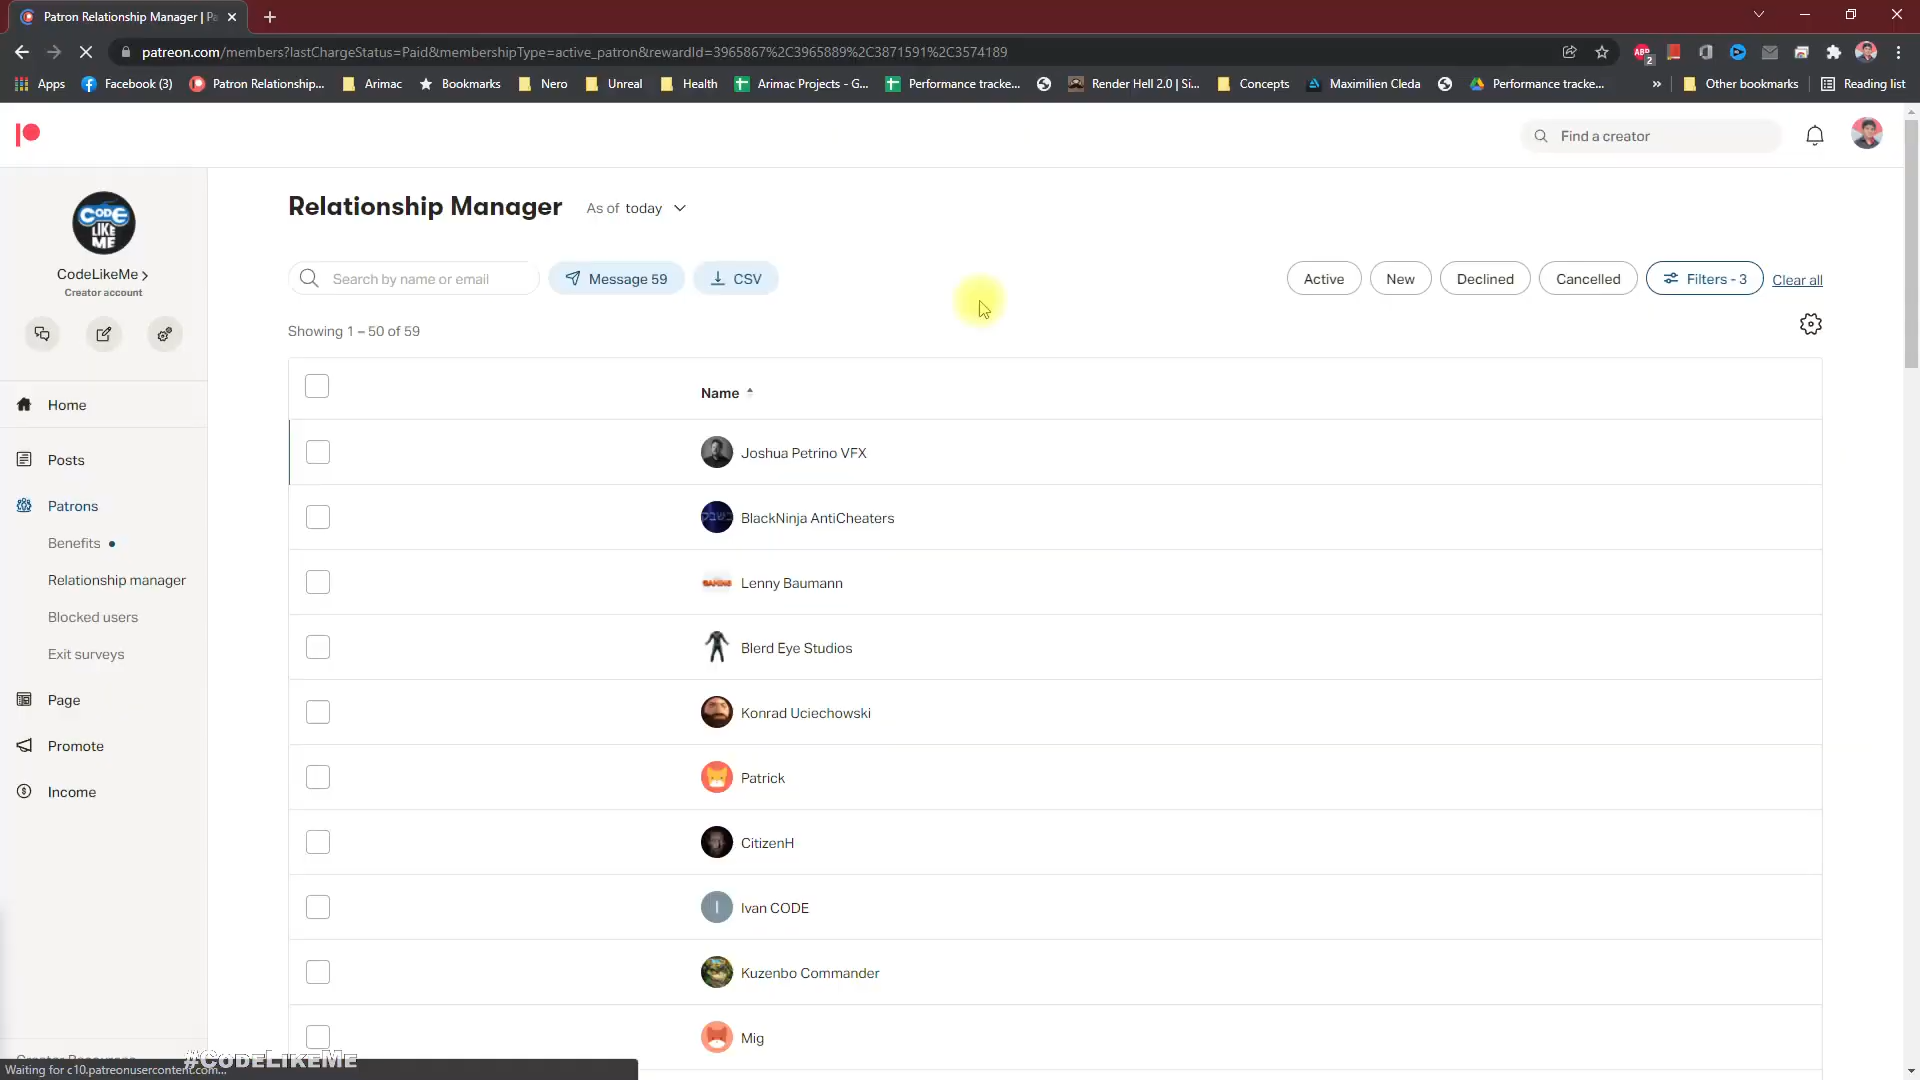 Patron Relationship Manager | Pa
patreon.com/members?lastChargeStatus=Paid&membershipType=active_patron&rewardId=3965867%2C3965889%2C3871591%2C3574189
ABP
2
Apps
Facebook (3)
Patron Relationship...
Arimac
Bookmarks
Nero
Unreal
Health
Arimac Projects - G...
Performance tracke...
Render Hell 2.0 | Si...
Concepts
Maximilien Cleda
Performance tracke...
»
Other bookmarks
Reading list
Find a creator
CODE
LIKE
ME
CodeLikeMe
Creator account
Home
Posts
Patrons
Benefits
Relationship manager
Blocked users
Exit surveys
Page
Promote
Income
Relationship Manager
As of today
Search by name or email
Message 59
CSV
Active
New
Declined
Cancelled
Filters - 3
Clear all
Showing 1 – 50 of 59
Name
Joshua Petrino VFX
BlackNinja AntiCheaters
Lenny Baumann
Blerd Eye Studios
Konrad Uciechowski
Patrick
CitizenH
I
Ivan CODE
Kuzenbo Commander
Mig
#CodeLikeMe
Waiting for c10.patreonusercontent.com...